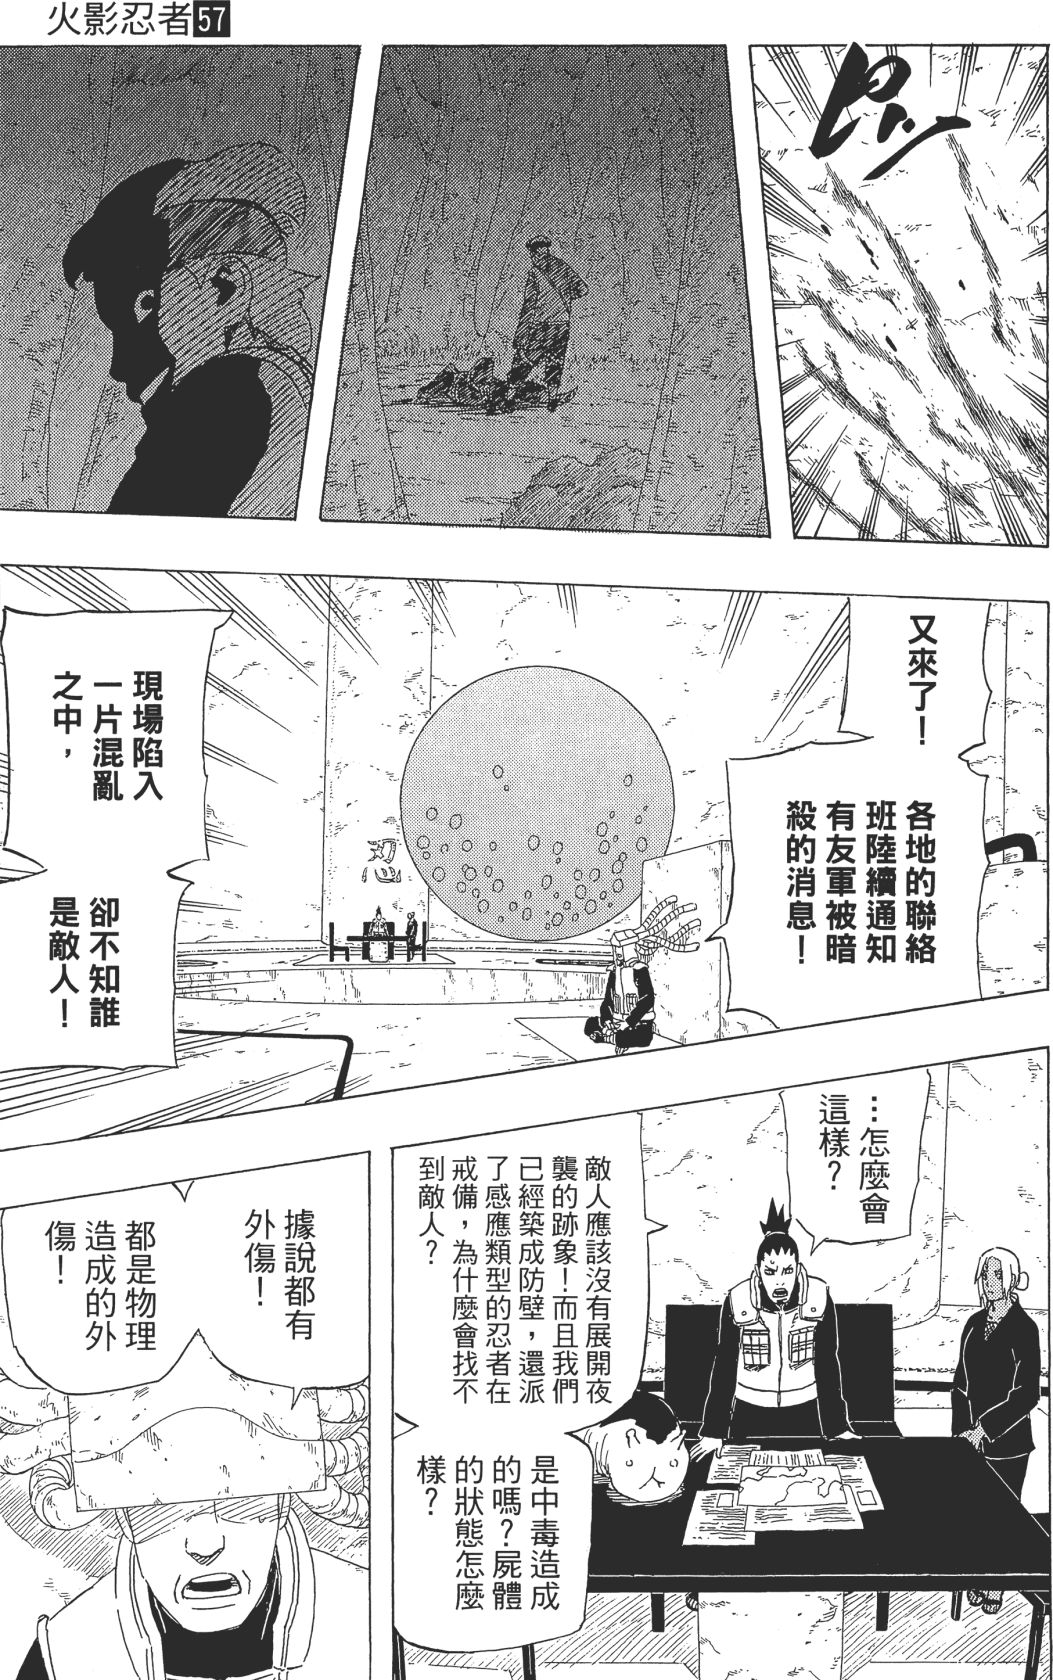 火影忍者57
ピドッ
又來了！
各地的聯絡
班陸續通知
有友軍被暗
殺的消息！
現場陷入
一片混亂
之中，
卻不知誰
是敵人！
忍
…怎麼會
這樣？
敵人應該沒有展開夜
襲的跡象！而且我們
已經築成防壁，還派
了感應類型的忍者在
戒備，為什麼會找不
到敵人？
是中毒造成
的嗎？屍體
的狀態怎麼
樣？
據說都有
外傷！
都是物理
造成的外
傷！